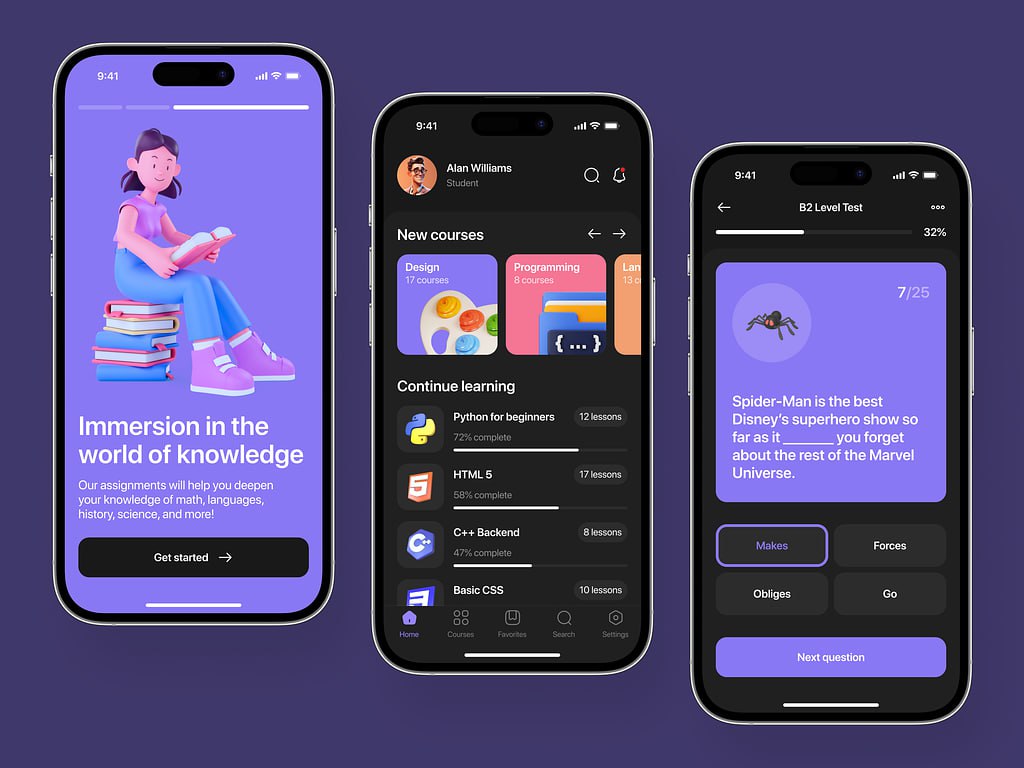 9:41
Immersion in the
world of knowledge
Our assignments will help you deepen
your knowledge of math, languages,
history, science, and more!
Get started
9:41
Alan Williams
Student
New courses
Design
17 courses
Programming
8 courses
{...}
Lan
13 c
Continue learning
Python for beginners
12 lessons
72% complete
HTML 5
17 lessons
5
58% complete
C++ Backend
8 lessons
C++
47% complete
Basic CSS
10 lessons
Home
Courses
Favorites
Search
Settings
9:41
B2 Level Test
32%
7/25
Spider-Man is the best
Disney's superhero show so
far as it _______ you forget
about the rest of the Marvel
Universe.
Makes
Forces
Obliges
Go
Next question